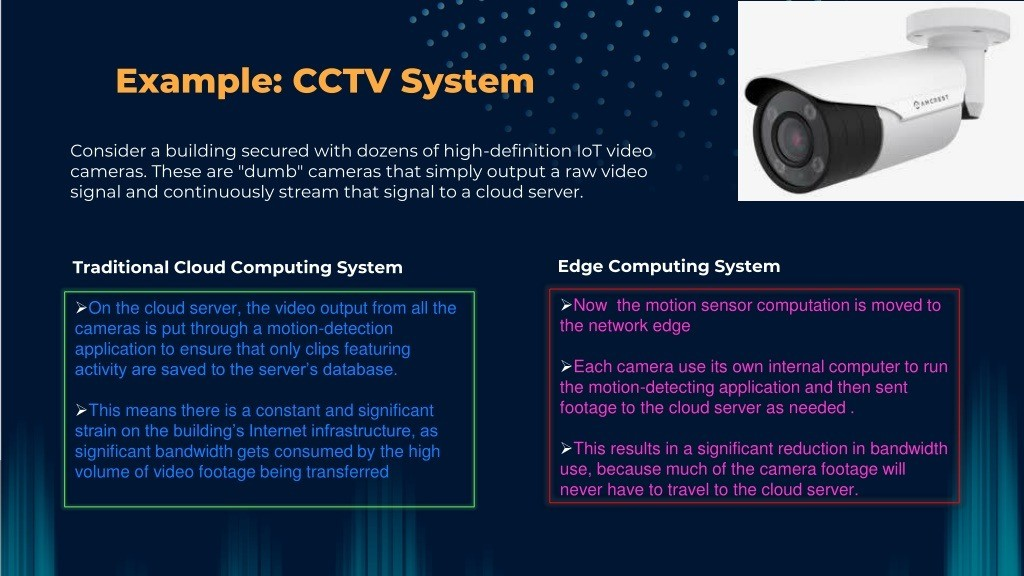 Example: CCTV System
AMCREST
Consider a building secured with dozens of high-definition IoT video
cameras. These are "dumb" cameras that simply output a raw video
signal and continuously stream that signal to a cloud server.
Traditional Cloud Computing System
➢On the cloud server, the video output from all the
cameras is put through a motion-detection
application to ensure that only clips featuring
activity are saved to the server’s database.
➢This means there is a constant and significant
strain on the building’s Internet infrastructure, as
significant bandwidth gets consumed by the high
volume of video footage being transferred
Edge Computing System
➢Now  the motion sensor computation is moved to
the network edge
➢Each camera use its own internal computer to run
the motion-detecting application and then sent
footage to the cloud server as needed .
➢This results in a significant reduction in bandwidth
use, because much of the camera footage will
never have to travel to the cloud server.